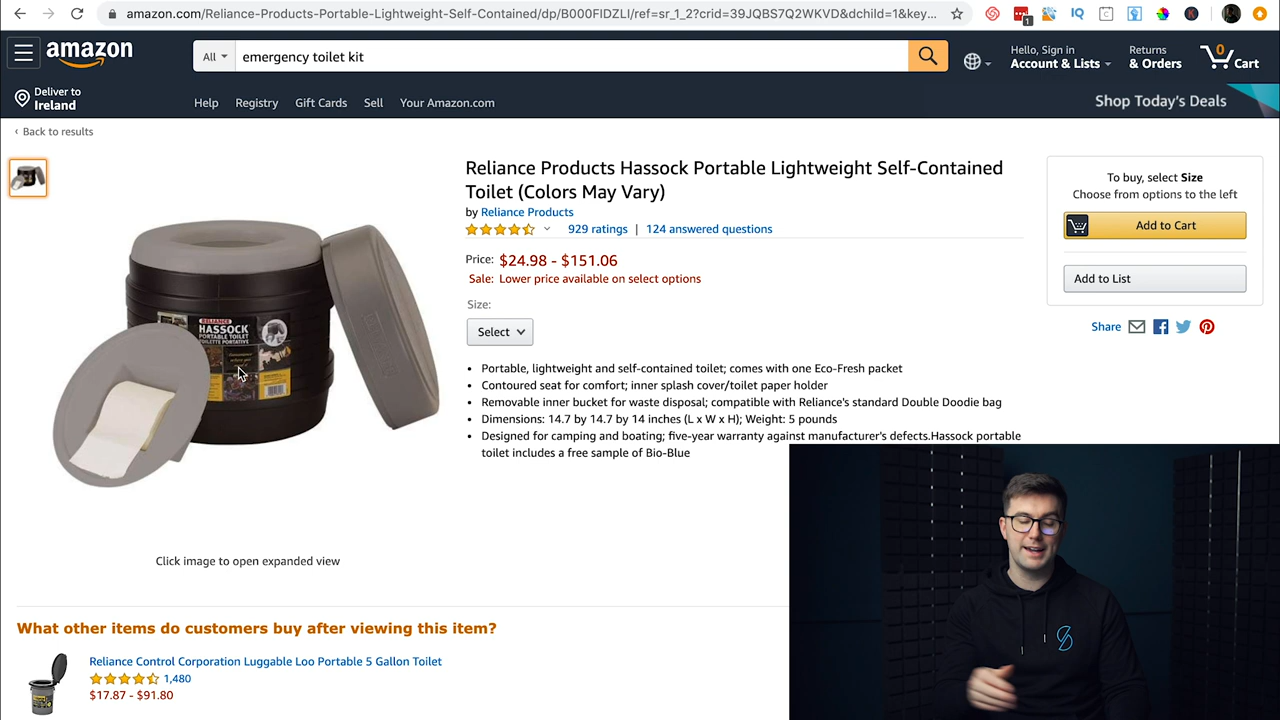 amazon.com/Reliance-Products-Portable-Lightweight-Self-Contained/dp/B000FIDZLI/ref=sr_1_2?crid=39JQBS7Q2WKVD&dchild=1&key...
1
IQ
C
K
amazon
All
emergency toilet kit
Hello, Sign in
Account & Lists
Returns
& Orders
0
Cart
Deliver to
Ireland
Help
Registry
Gift Cards
Sell
Your Amazon.com
Shop Today's Deals
‹ Back to results
Reliance Products Hassock Portable Lightweight Self-Contained
Toilet (Colors May Vary)
by Reliance Products
929 ratings | 124 answered questions
Price: $24.98 - $151.06
Sale: Lower price available on select options
Size:
Select
• Portable, lightweight and self-contained toilet; comes with one Eco-Fresh packet
• Contoured seat for comfort; inner splash cover/toilet paper holder
• Removable inner bucket for waste disposal; compatible with Reliance's standard Double Doodie bag
• Dimensions: 14.7 by 14.7 by 14 inches (L x W x H); Weight: 5 pounds
• Designed for camping and boating; five-year warranty against manufacturer's defects.Hassock portable
toilet includes a free sample of Bio-Blue
To buy, select Size
Choose from options to the left
Add to Cart
Add to List
Share
RELIANCE
HASSOCK
PORTABLE TOILET
TOILETTE PORTATIVE
Click image to open expanded view
What other items do customers buy after viewing this item?
Reliance Control Corporation Luggable Loo Portable 5 Gallon Toilet
1,480
$17.87 - $91.80